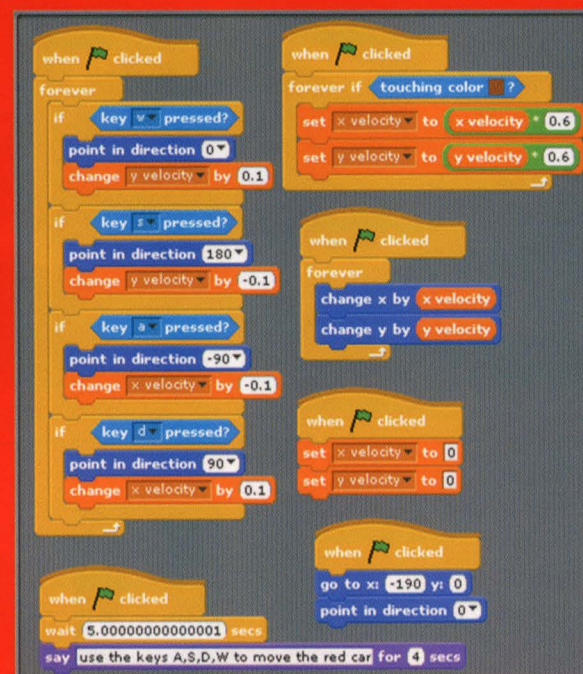 when clicked
forever
if key w pressed?
point in direction 0
change y velocity by 0.1
if key s pressed?
point in direction 180
change y velocity by -0.1
if key a pressed?
point in direction -90
change x velocity by -0.1
if key d pressed?
point in direction 90
change x velocity by 0.1
when clicked
wait 5.00000000000001 secs
say use the keys A,S,D,W to move the red car for 4 secs
when clicked
forever if touching color ?
set x velocity to x velocity * 0.6
set y velocity to y velocity * 0.6
when clicked
forever
change x by x velocity
change y by y velocity
when clicked
set x velocity to 0
set y velocity to 0
when clicked
go to x: -190 y: 0
point in direction 0